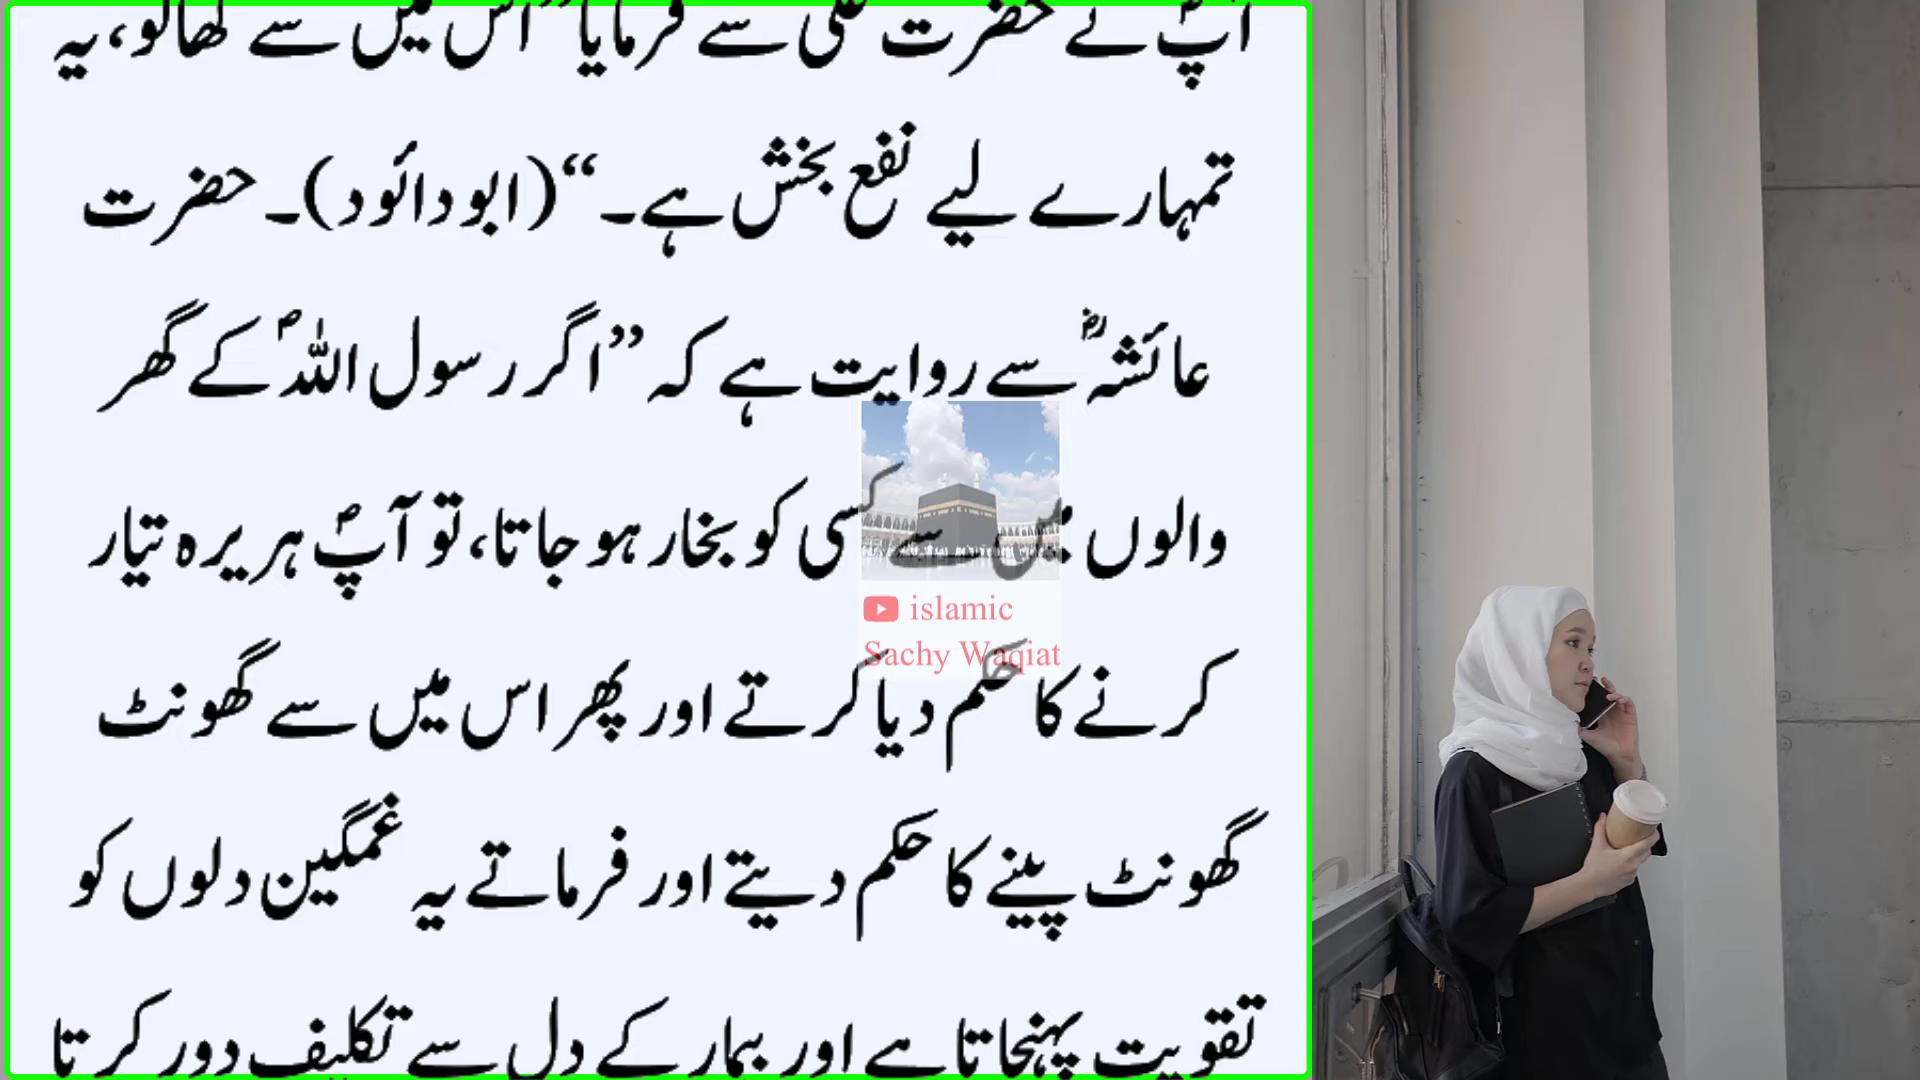 آپؐ نے حضرت علی سے فرمایا ”اس میں سے کھالو، یہ
تمہارے لیے نفع بخش ہے۔“ (ابودائود)۔ حضرت
عائشہؓ سے روایت ہے کہ ”اگر رسول اللہؐ کے گھر
والوں میں سے کسی کو بخار ہو جاتا، تو آپؐ ہریرہ تیار
کرنے کا حکم دیا کرتے اور پھر اس میں سے گھونٹ
گھونٹ پینے کا حکم دیتے اور فرماتے یہ غمگین دلوں کو
تقویت پہنچاتا ہے اور بیمار کے دل سے تکلیف دور کرتا
islamic
Sachy Waqiat